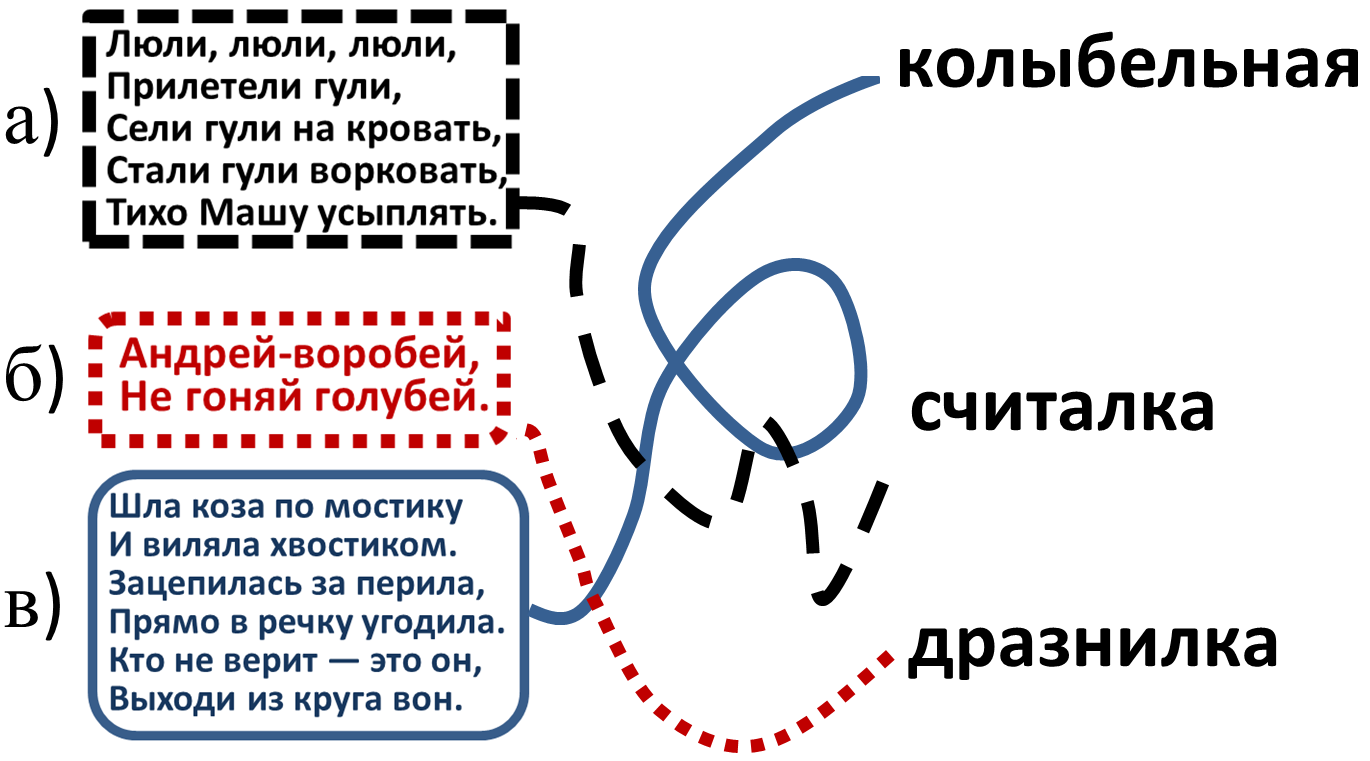 а)
Люли, люли, люли,
Прилетели гули,
Сели гули на кровать,
Стали гули ворковать,
Тихо Машу усыплять.
колыбельная
б)
Андрей-воробей,
Не гоняй голубей.
считалка
в)
Шла коза по мостику
И виляла хвостиком.
Зацепилась за перила,
Прямо в речку угодила.
Кто не верит — это он,
Выходи из круга вон.
дразнилка